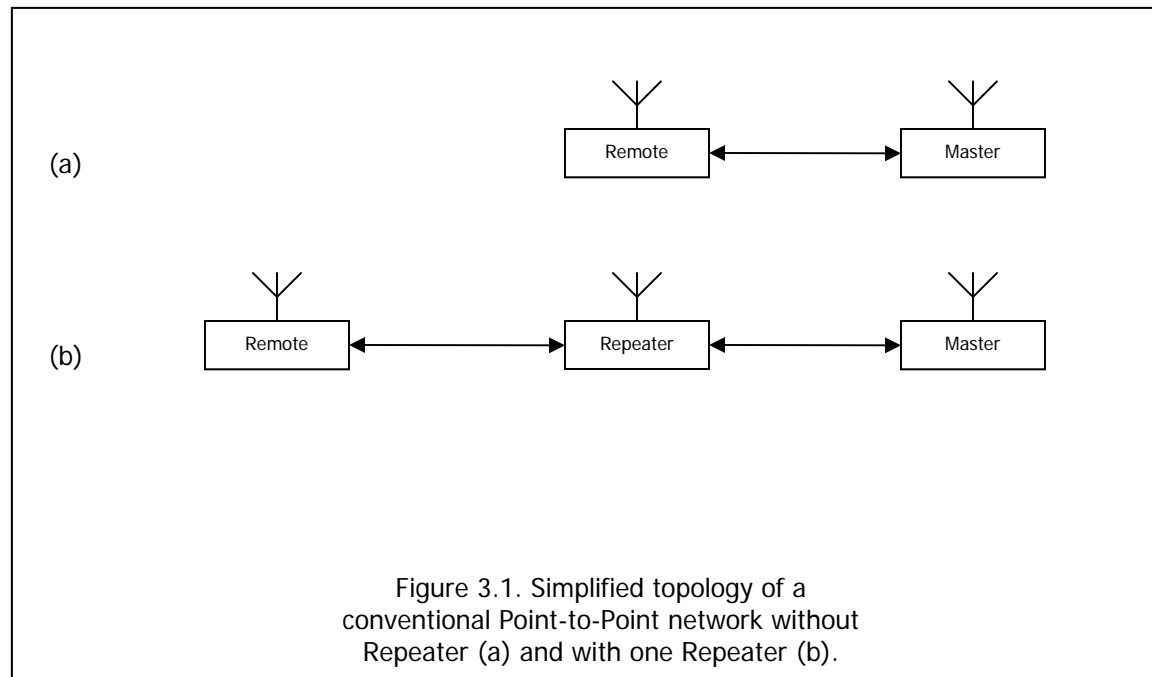 (a)
Remote
Master
(b)
Remote
Repeater
Master
Figure 3.1. Simplified topology of a
conventional Point-to-Point network without
Repeater (a) and with one Repeater (b).